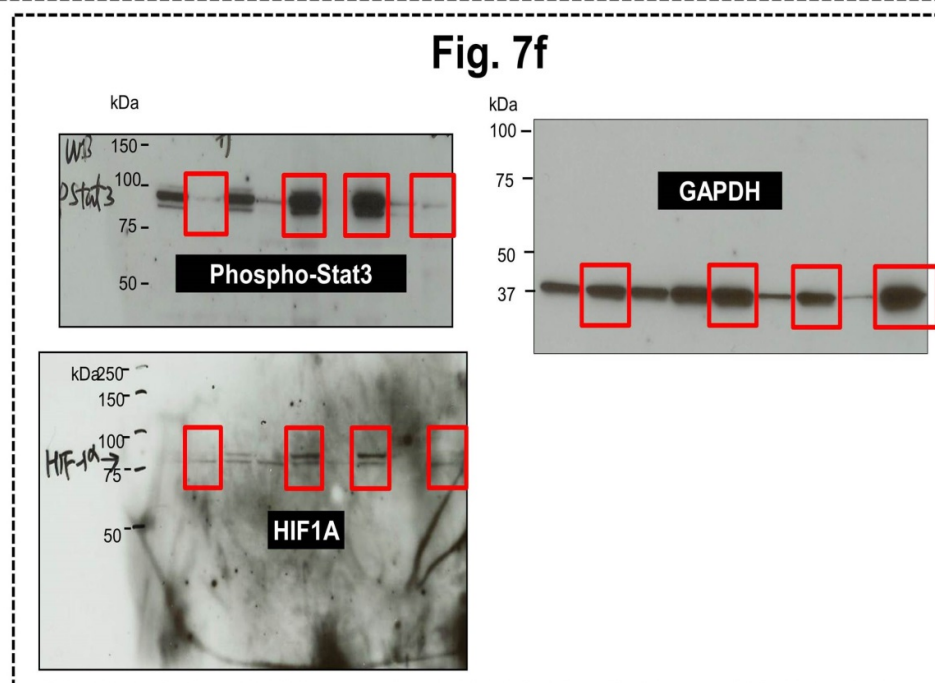 Fig. 7f
kDa
WB
150 -
pStat3
100 -
75 -
50 -
Phospho-Stat3
kDa
100 -
75
50
37
GAPDH
kDa
250
150
100
HIF-1α→
75
50
HIF1A